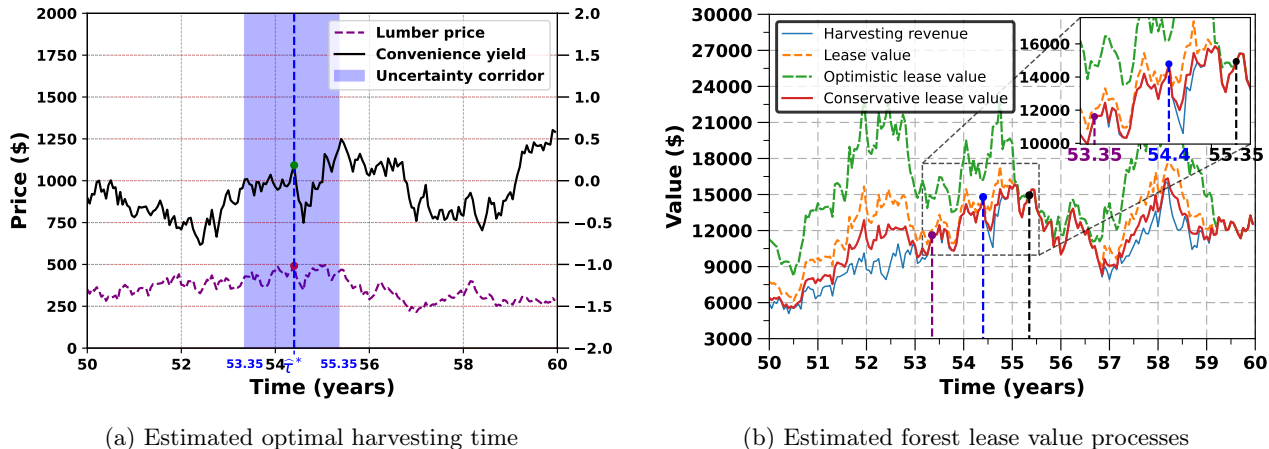 2000
1750
1500
1250
1000
750
500
250
0
Price ($)
2.0
1.5
1.0
0.5
0.0
−0.5
−1.0
−1.5
−2.0
Lumber price
Convenience yield
Uncertainty corridor
50 52 54 56 58 60
53.35 τ̂* 55.35
Time (years)
(a) Estimated optimal harvesting time
30000
27000
24000
21000
18000
15000
12000
9000
6000
3000
Value ($)
Harvesting revenue
Lease value
Optimistic lease value
Conservative lease value
16000
14000
12000
10000
53.35 54.4 55.35
50 51 52 53 54 55 56 57 58 59 60
Time (years)
(b) Estimated forest lease value processes